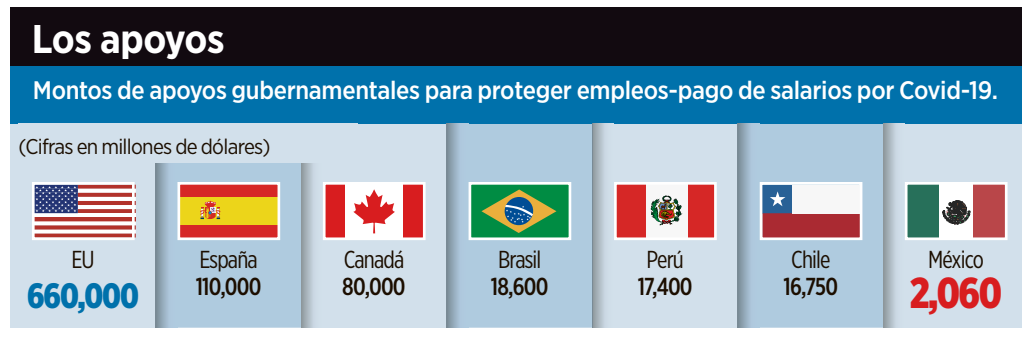 Los apoyos
Montos de apoyos gubernamentales para proteger empleos-pago de salarios por Covid-19.
(Cifras en millones de dólares)
EU
660,000
España
110,000
Canadá
80,000
Brasil
18,600
Perú
17,400
Chile
16,750
México
2,060